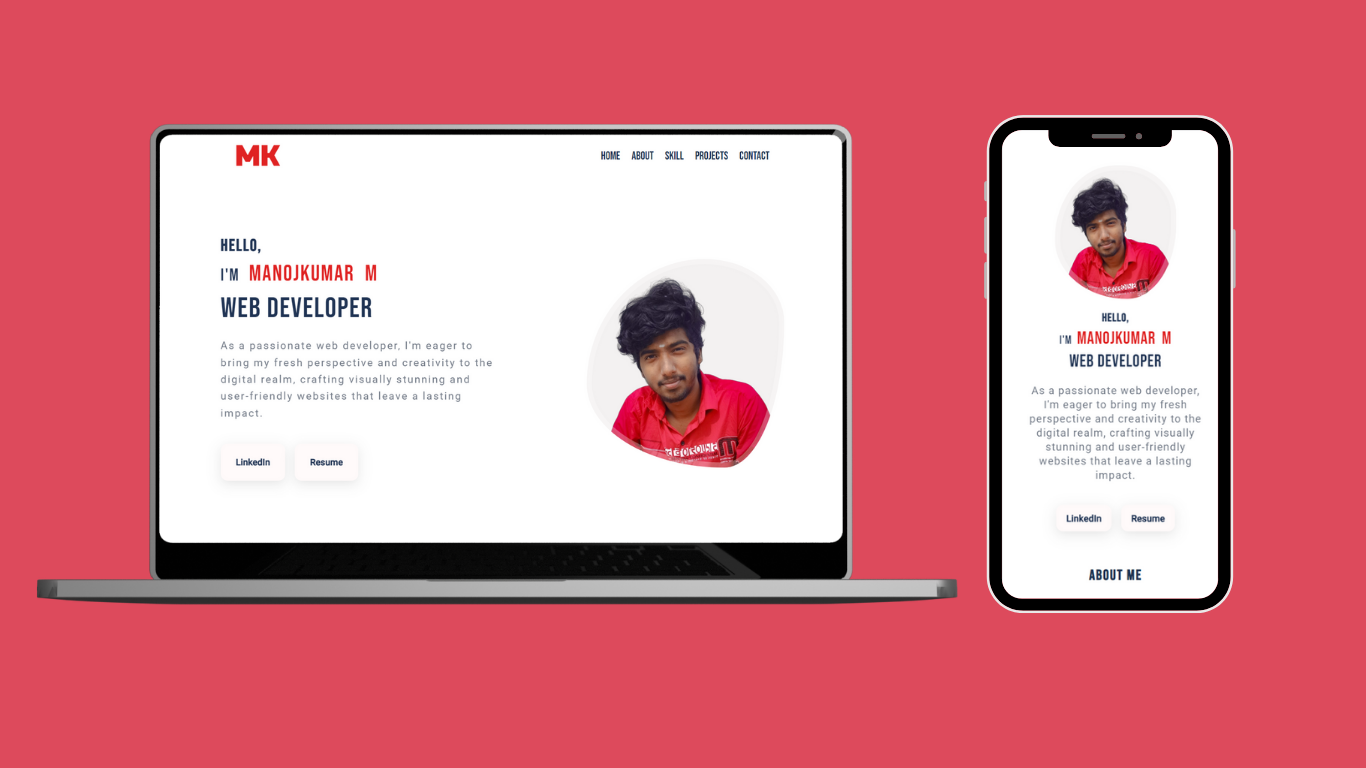 MK
HOME ABOUT SKILL PROJECTS CONTACT
HELLO,
I'M MANOJKUMAR M
WEB DEVELOPER
As a passionate web developer, I'm eager to
bring my fresh perspective and creativity to the
digital realm, crafting visually stunning and
user-friendly websites that leave a lasting
impact.
LinkedIn Resume
HELLO,
I'M MANOJKUMAR M
WEB DEVELOPER
As a passionate web developer,
I'm eager to bring my fresh
perspective and creativity to the
digital realm, crafting visually
stunning and user-friendly
websites that leave a lasting
impact.
LinkedIn Resume
ABOUT ME